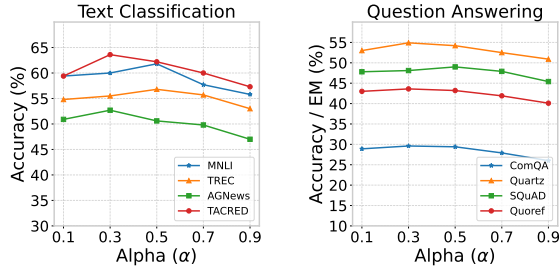 Text Classification
Accuracy (%)
65
60
55
50
45
40
35
30
0.1 0.3 0.5 0.7 0.9
Alpha (α)
MNLI
TREC
AGNews
TACRED
Question Answering
Accuracy / EM (%)
55
50
45
40
35
30
25
20
15
10
0.1 0.3 0.5 0.7 0.9
Alpha (α)
ComQA
Quartz
SQuAD
Quoref